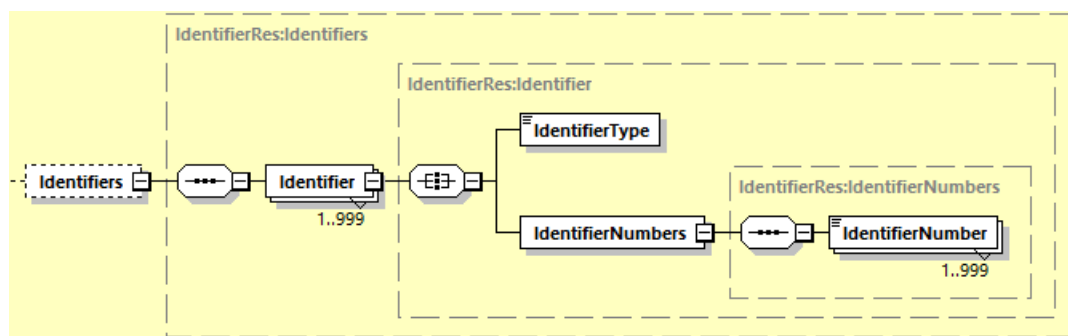 IdentifierRes:Identifiers
IdentifierRes:Identifier
IdentifierType
Identifiers
Identifier
1..999
IdentifierRes:IdentifierNumbers
IdentifierNumbers
IdentifierNumber
1..999